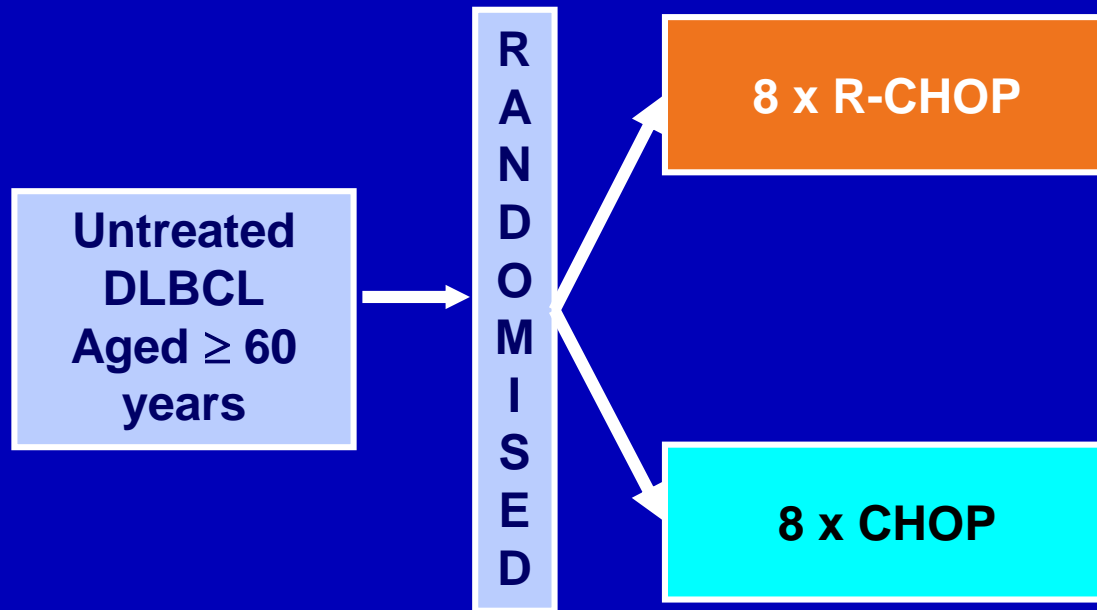 Untreated
DLBCL
Aged ≥ 60
years
R
A
N
D
O
M
I
S
E
D
8 x R-CHOP
8 x CHOP